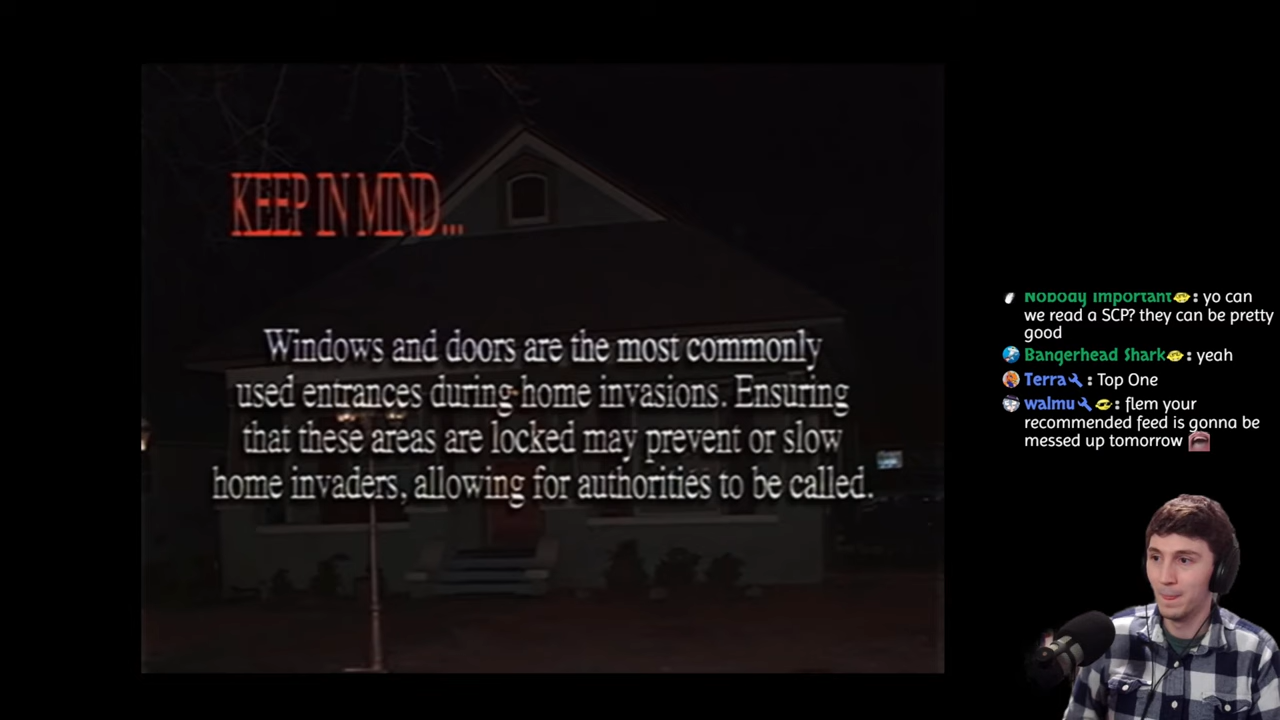 KEEP IN MIND...
Windows and doors are the most commonly
used entrances during home invasions. Ensuring
that these areas are locked may prevent or slow
home invaders, allowing for authorities to be called.
Nobody Important: yo can
we read a SCP? they can be pretty
good
Bangerhead Shark: yeah
Terra: Top One
walmu: flem your
recommended feed is gonna be
messed up tomorrow